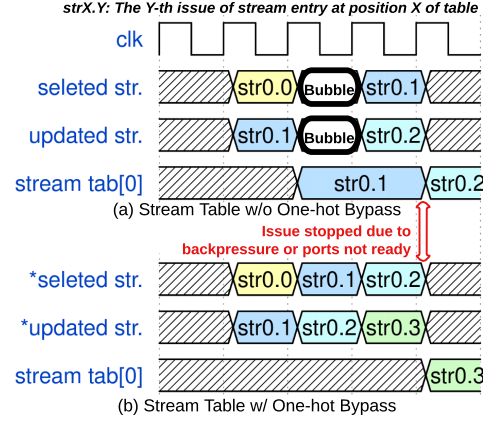 strX.Y: The Y-th issue of stream entry at position X of table
clk
seleted str. str0.0 Bubble str0.1
updated str. str0.1 Bubble str0.2
stream tab[0] str0.1 str0.2
(a) Stream Table w/o One-hot Bypass
Issue stopped due to
backpressure or ports not ready
*seleted str. str0.0 str0.1 str0.2
*updated str. str0.1 str0.2 str0.3
stream tab[0] str0.3
(b) Stream Table w/ One-hot Bypass